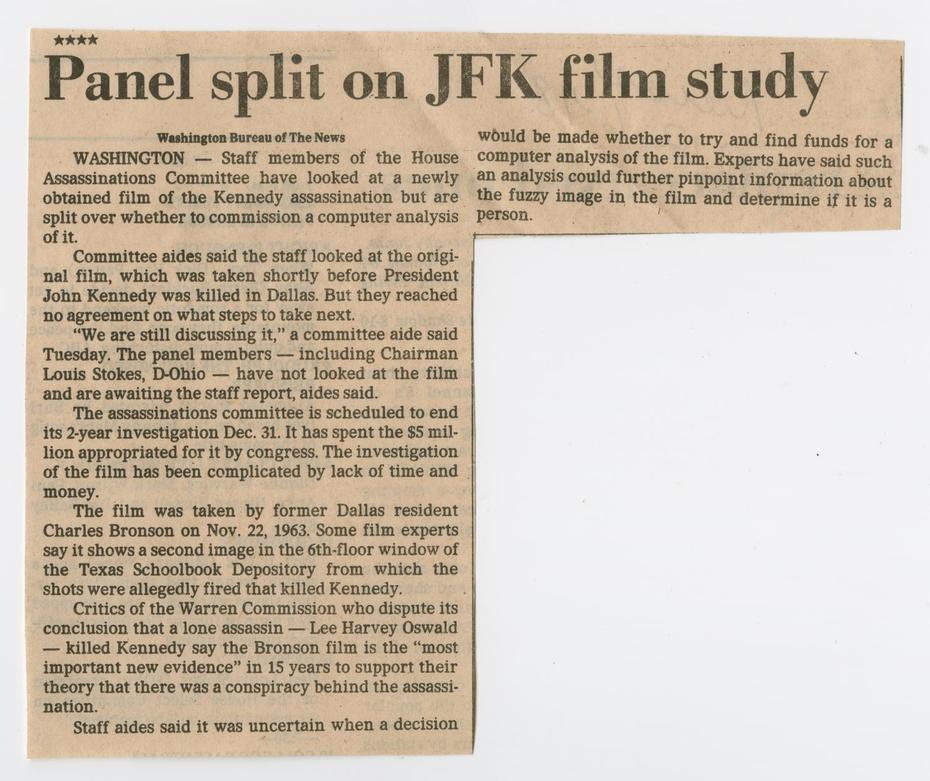 ★★★★
Panel split on JFK film study
Washington Bureau of The News
WASHINGTON — Staff members of the House
Assassinations Committee have looked at a newly
obtained film of the Kennedy assassination but are
split over whether to commission a computer analysis
of it.
Committee aides said the staff looked at the origi-
nal film, which was taken shortly before President
John Kennedy was killed in Dallas. But they reached
no agreement on what steps to take next.
“We are still discussing it,” a committee aide said
Tuesday. The panel members — including Chairman
Louis Stokes, D-Ohio — have not looked at the film
and are awaiting the staff report, aides said.
The assassinations committee is scheduled to end
its 2-year investigation Dec. 31. It has spent the $5 mil-
lion appropriated for it by congress. The investigation
of the film has been complicated by lack of time and
money.
The film was taken by former Dallas resident
Charles Bronson on Nov. 22, 1963. Some film experts
say it shows a second image in the 6th-floor window of
the Texas Schoolbook Depository from which the
shots were allegedly fired that killed Kennedy.
Critics of the Warren Commission who dispute its
conclusion that a lone assassin — Lee Harvey Oswald
— killed Kennedy say the Bronson film is the “most
important new evidence” in 15 years to support their
theory that there was a conspiracy behind the assassi-
nation.
Staff aides said it was uncertain when a decision
would be made whether to try and find funds for a
computer analysis of the film. Experts have said such
an analysis could further pinpoint information about
the fuzzy image in the film and determine if it is a
person.